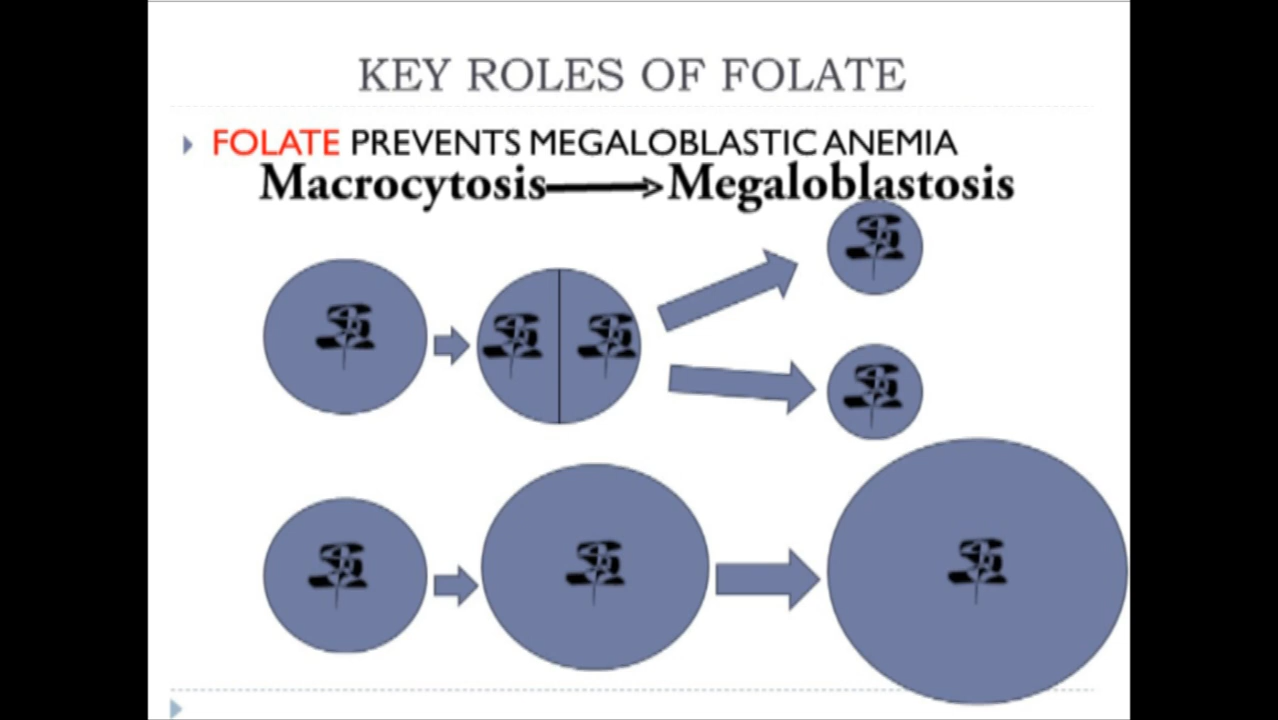 KEY ROLES OF FOLATE
FOLATE PREVENTS MEGALOBLASTIC ANEMIA
Macrocytosis Megaloblastosis